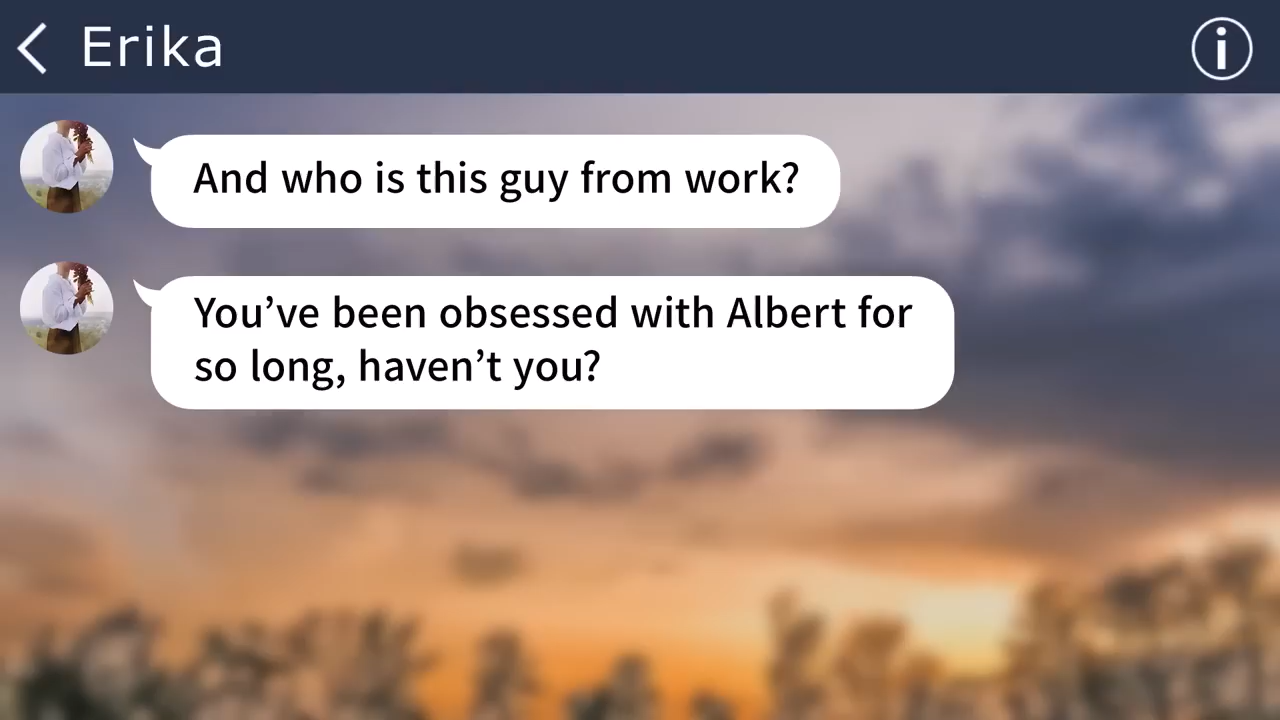 Erika
And who is this guy from work?
You’ve been obsessed with Albert for
so long, haven’t you?